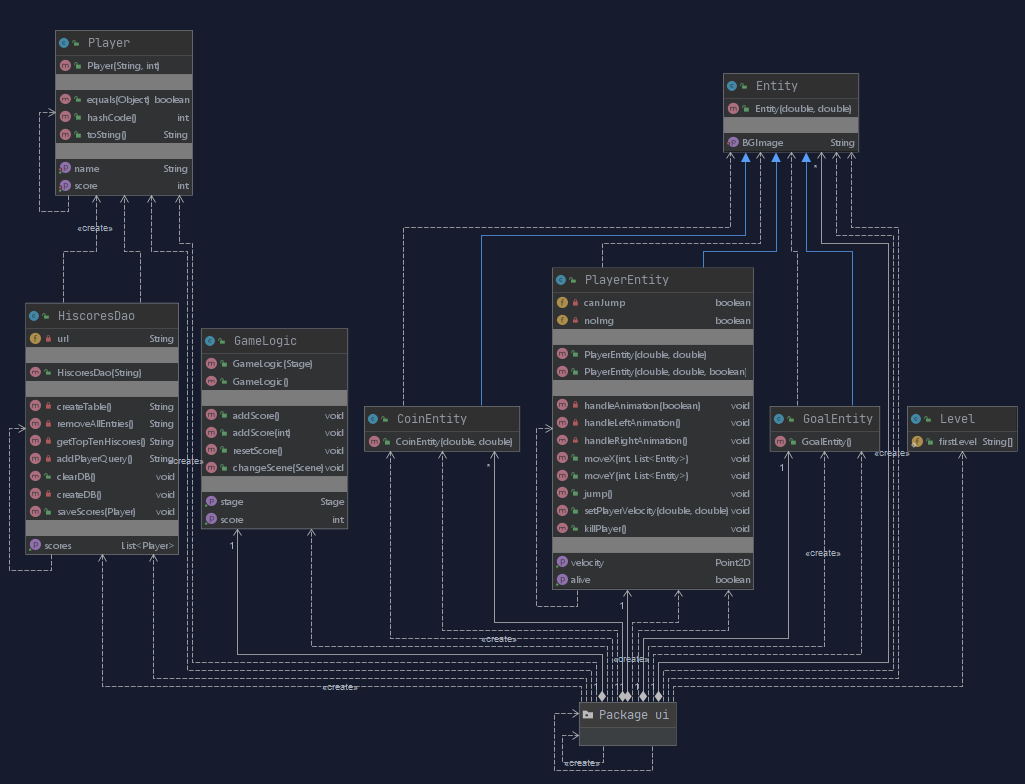 Player
Player(String, int)
equals(Object) boolean
hashCode() int
toString() String
name String
score int
«create»
Entity
Entity(double, double)
BGImage String
*
HiscoresDao
url String
HiscoresDao(String)
createTable() String
removeAllEntries() String
getTopTenHiscores() String
addPlayerQuery() String
clearDB() void
createDB() void
saveScores(Player) void
scores List<Player>
GameLogic
GameLogic(Stage)
GameLogic()
addScore() void
addScore(int) void
resetScore() void
changeScene(Scene) void
stage Stage
score int
«create»
1
CoinEntity
CoinEntity(double, double)
*
PlayerEntity
canJump boolean
noImg boolean
PlayerEntity(double, double)
PlayerEntity(double, double, boolean)
handleAnimation(boolean) void
handleLeftAnimation() void
handleRightAnimation() void
moveX(int, List<Entity>) void
moveY(int, List<Entity>) void
jump() void
setPlayerVelocity(double, double) void
killPlayer() void
velocity Point2D
alive boolean
1
GoalEntity
GoalEntity()
1
Level
firstLevel String[]
«create»
«create»
«create»
«create»
«create»
Package ui
«create»